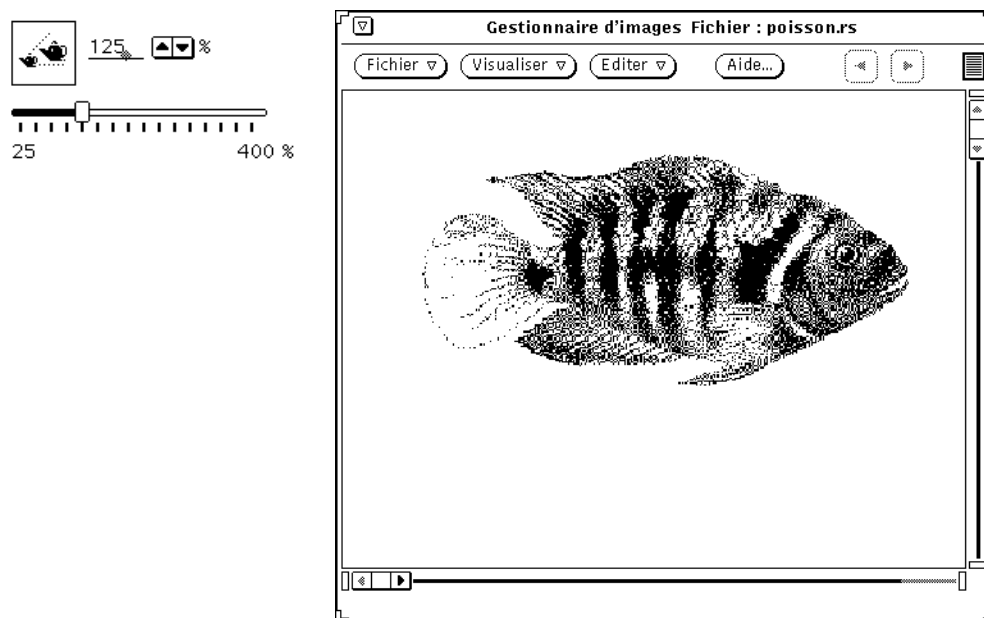 125 %
25 400 %
Gestionnaire d'images Fichier : poisson.rs
Fichier Visualiser Editer Aide...